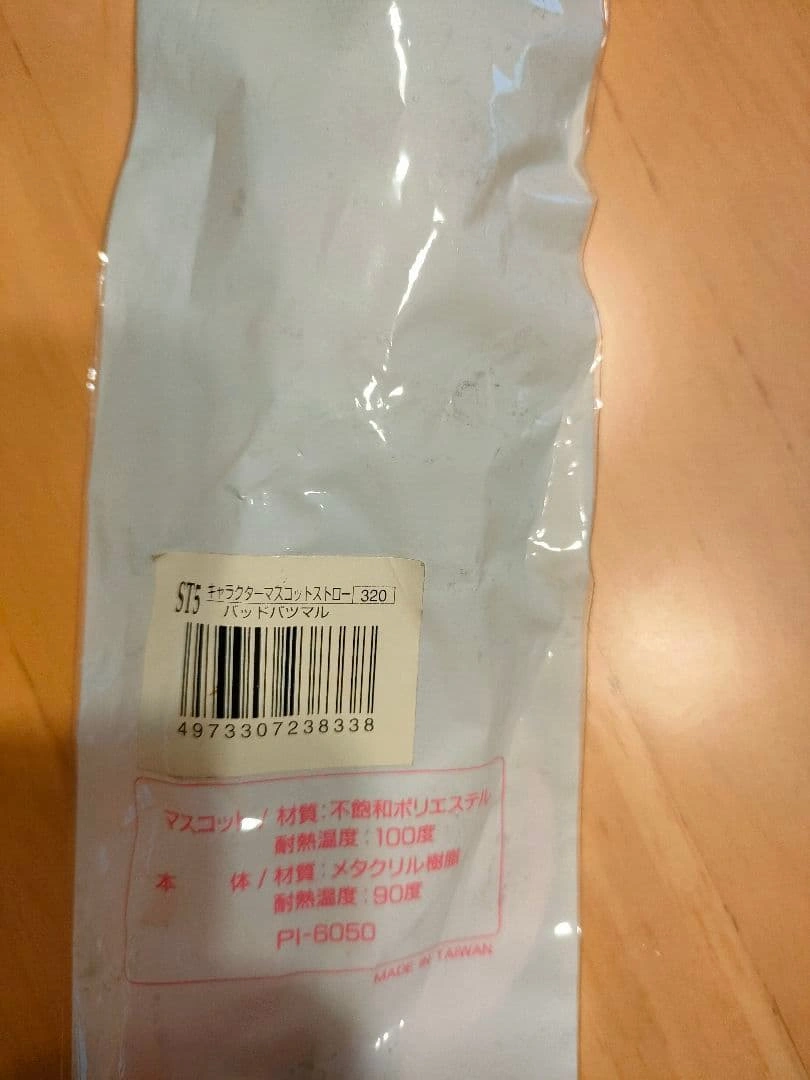 ST5 キャラクターマスコットストロー 320
バッドバツマル
4973307238338
マスコット/材質:不飽和ポリエステル
耐熱温度:100度
本　体/材質:メタクリル樹脂
耐熱温度:90度
PI-6050
MADE IN TAIWAN